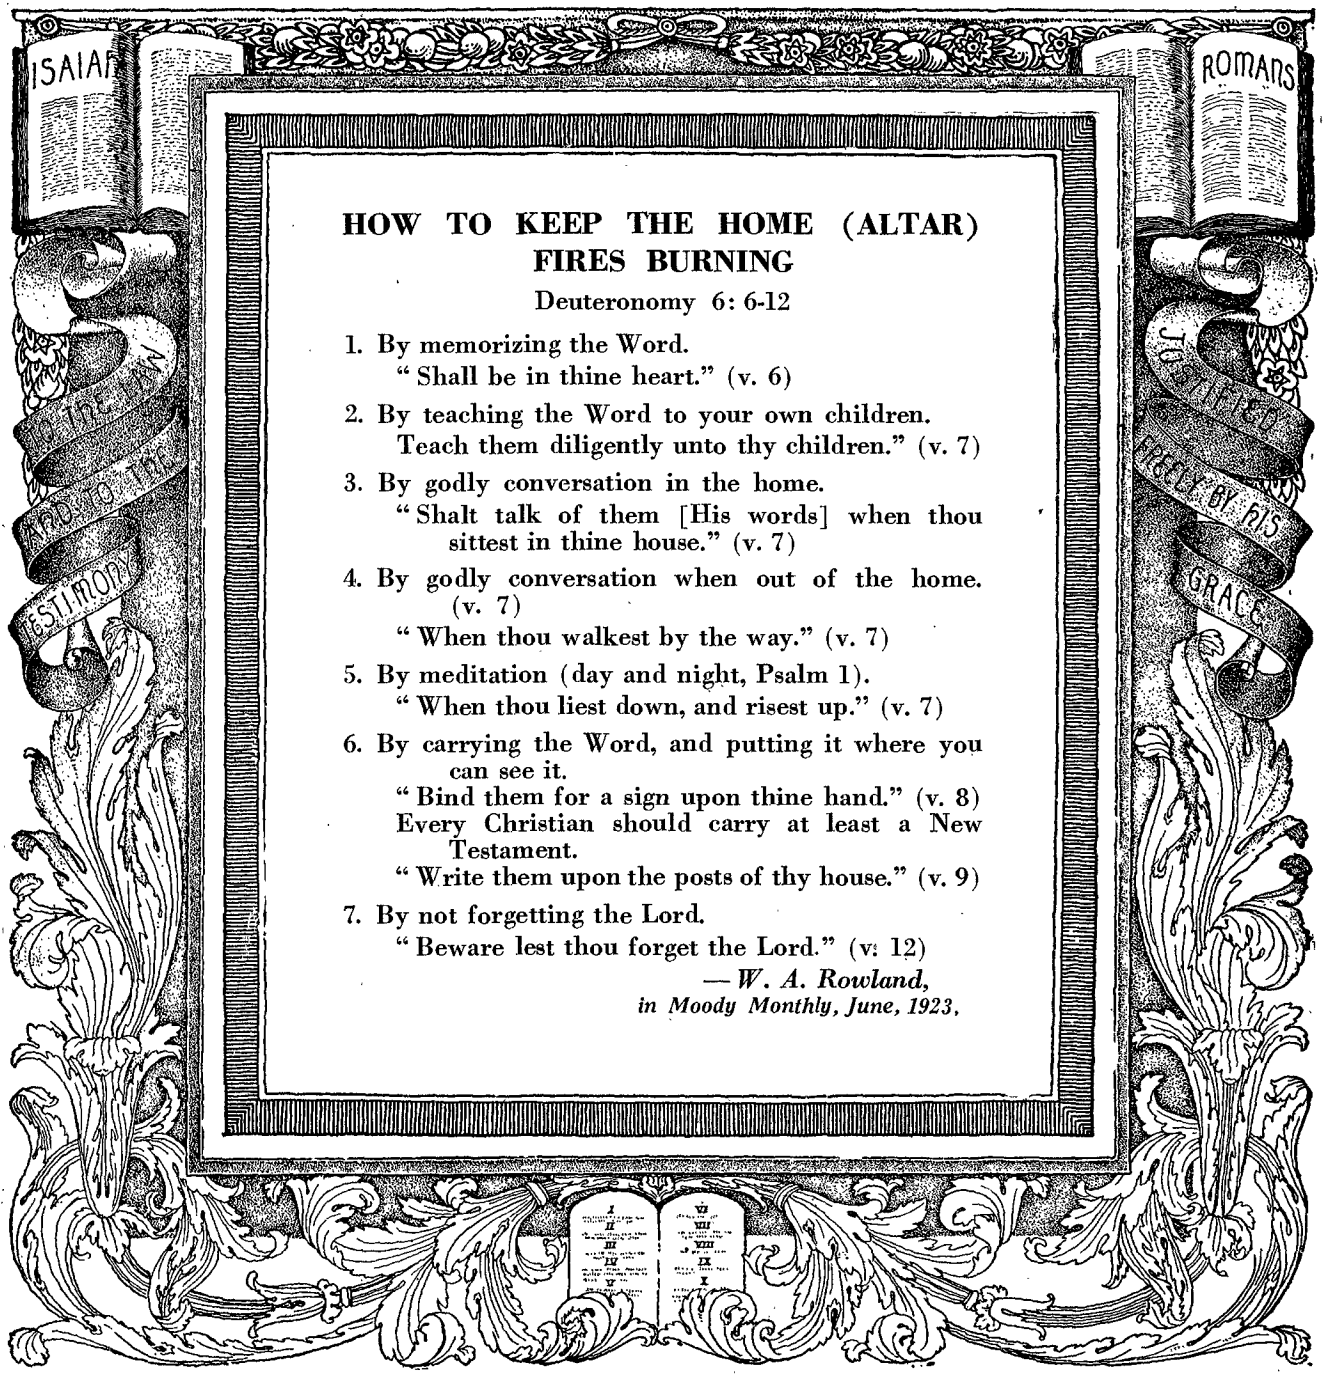 ISAIAH
ROMANS
HOW TO KEEP THE HOME (ALTAR)
FIRES BURNING
Deuteronomy 6: 6-12
1. By memorizing the Word.
“ Shall be in thine heart.” (v. 6)
2. By teaching the Word to your own children.
Teach them diligently unto thy children.” (v. 7)
3. By godly conversation in the home.
“ Shalt talk of them [His words] when thou
sittest in thine house.” (v. 7)
4. By godly conversation when out of the home.
(v. 7)
“ When thou walkest by the way.” (v. 7)
5. By meditation (day and night, Psalm 1).
“ When thou liest down, and risest up.” (v. 7)
6. By carrying the Word, and putting it where you
can see it.
“ Bind them for a sign upon thine hand.” (v. 8)
Every Christian should carry at least a New
Testament.
“ Write them upon the posts of thy house.” (v. 9)
7. By not forgetting the Lord.
“ Beware lest thou forget the Lord.” (v: 12)
— W. A. Rowland,
in Moody Monthly, June, 1923.
TO THE LAW
AND TO THE
TESTIMONY
JUSTIFIED
FREELY BY HIS
GRACE
I
II
III
IV
V
VI
VII
VIII
IX
X